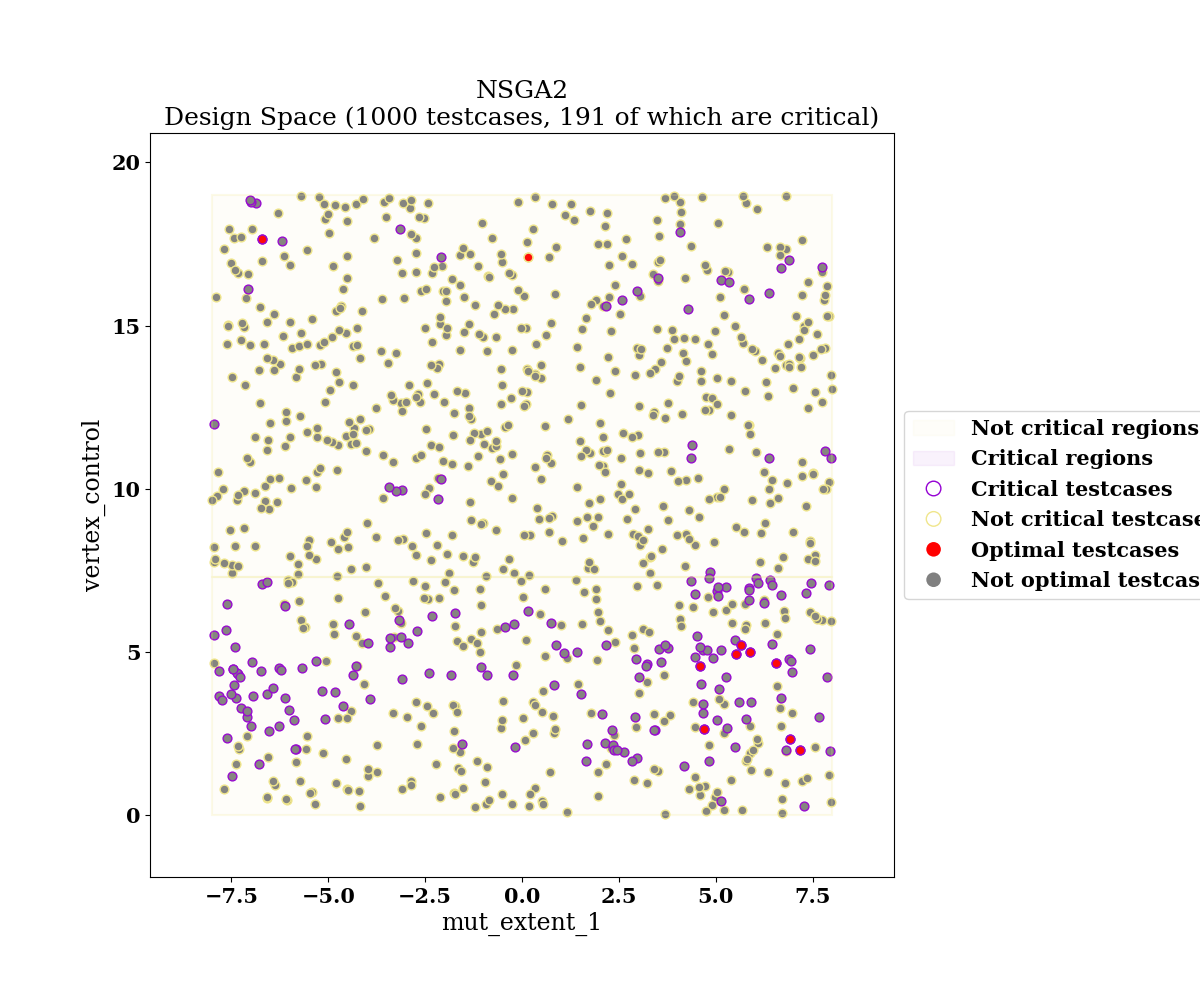 NSGA2
Design Space (1000 testcases, 191 of which are critical)
20
15
10
5
0
vertex_control
−7.5 −5.0 −2.5 0.0 2.5 5.0 7.5
mut_extent_1
Not critical regions
Critical regions
Critical testcases
Not critical testcase
Optimal testcases
Not optimal testcas